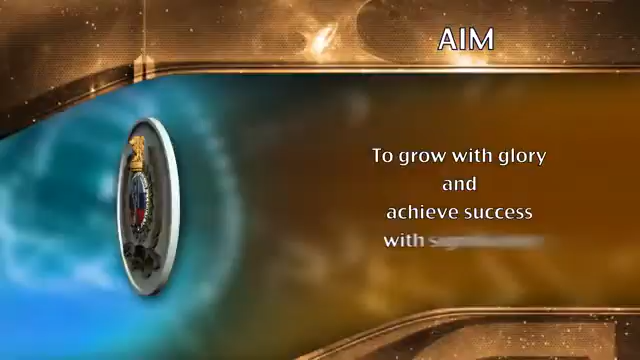 AIM
To grow with glory
and
achieve success
with